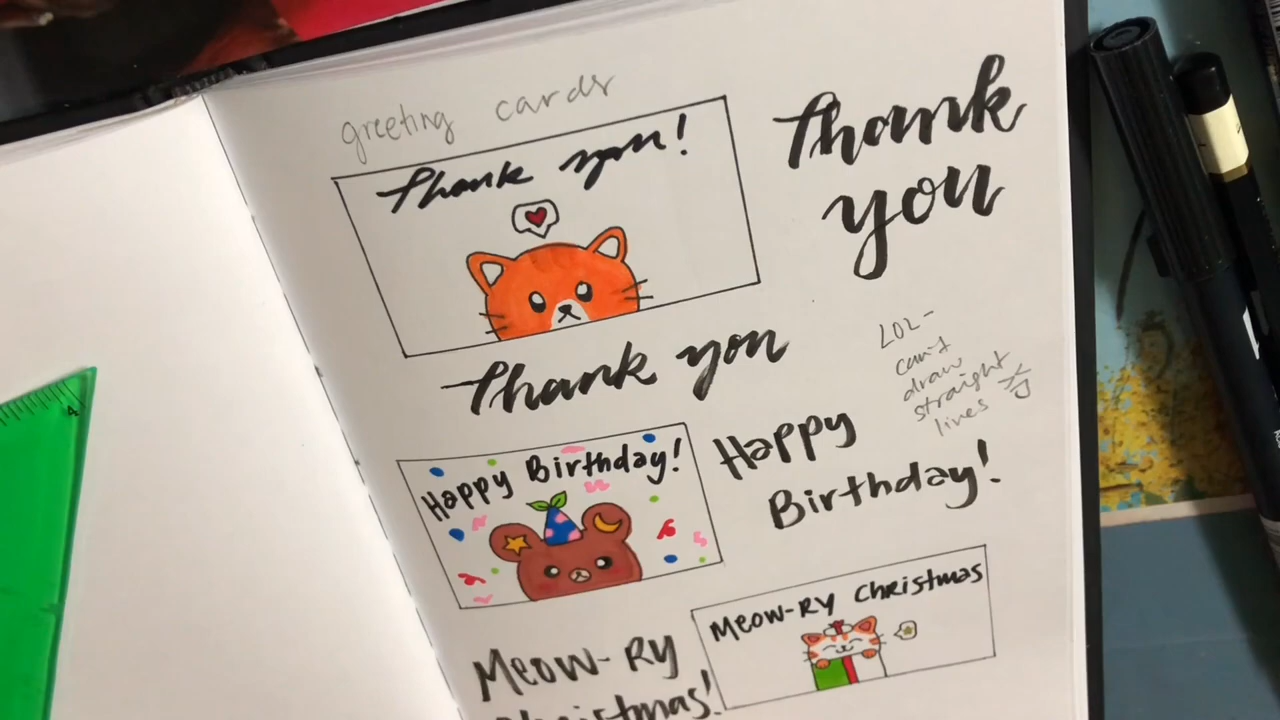 greeting cards
Thank you!
Thank
you
Thank you
LOL-
can't
draw
straight
lines
Happy Birthday!
Happy
Birthday!
Meow-Ry Christmas
Meow-Ry
Christmas!
4